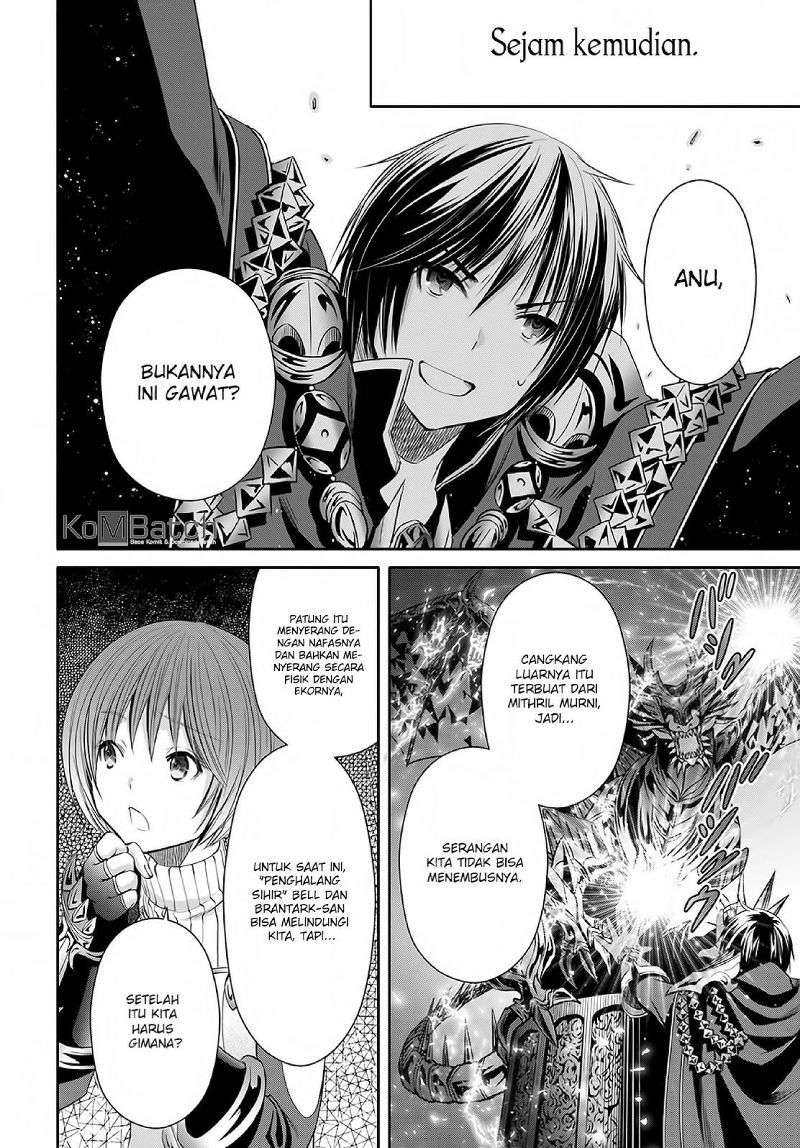 Sejam kemudian.
ANU,
BUKANNYA
INI GAWAT?
KoMBatch
CANGKANG
LUARNYA ITU
TERBUAT DARI
MITHRIL MURNI,
JADI...
SERANGAN
KITA TIDAK BISA
MENEMBUSNYA.
PATUNG ITU
MENYERANG DE-
NGAN NAFASNYA
DAN BAHKAN ME-
NYERANG SECARA
FISIK DENGAN
EKORNYA,
UNTUK SAAT INI,
"PENGHALANG
SIHIR" BELL DAN
BRANTARK-SAN
BISA MELINDUNGI
KITA, TAPI...
SETELAH
ITU KITA
HARUS
GIMANA?